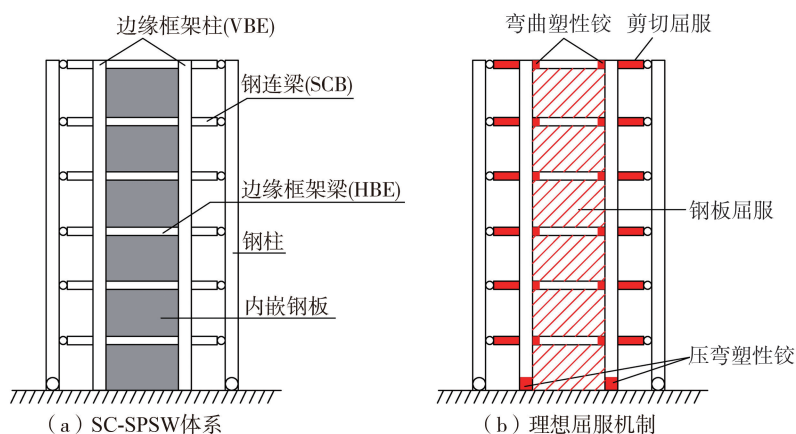 边缘框架柱(VBE)
钢连梁(SCB)
边缘框架梁(HBE)
钢柱
内嵌钢板
(a) SC-SPSW体系
弯曲塑性铰
剪切屈服
钢板屈服
压弯塑性铰
(b) 理想屈服机制